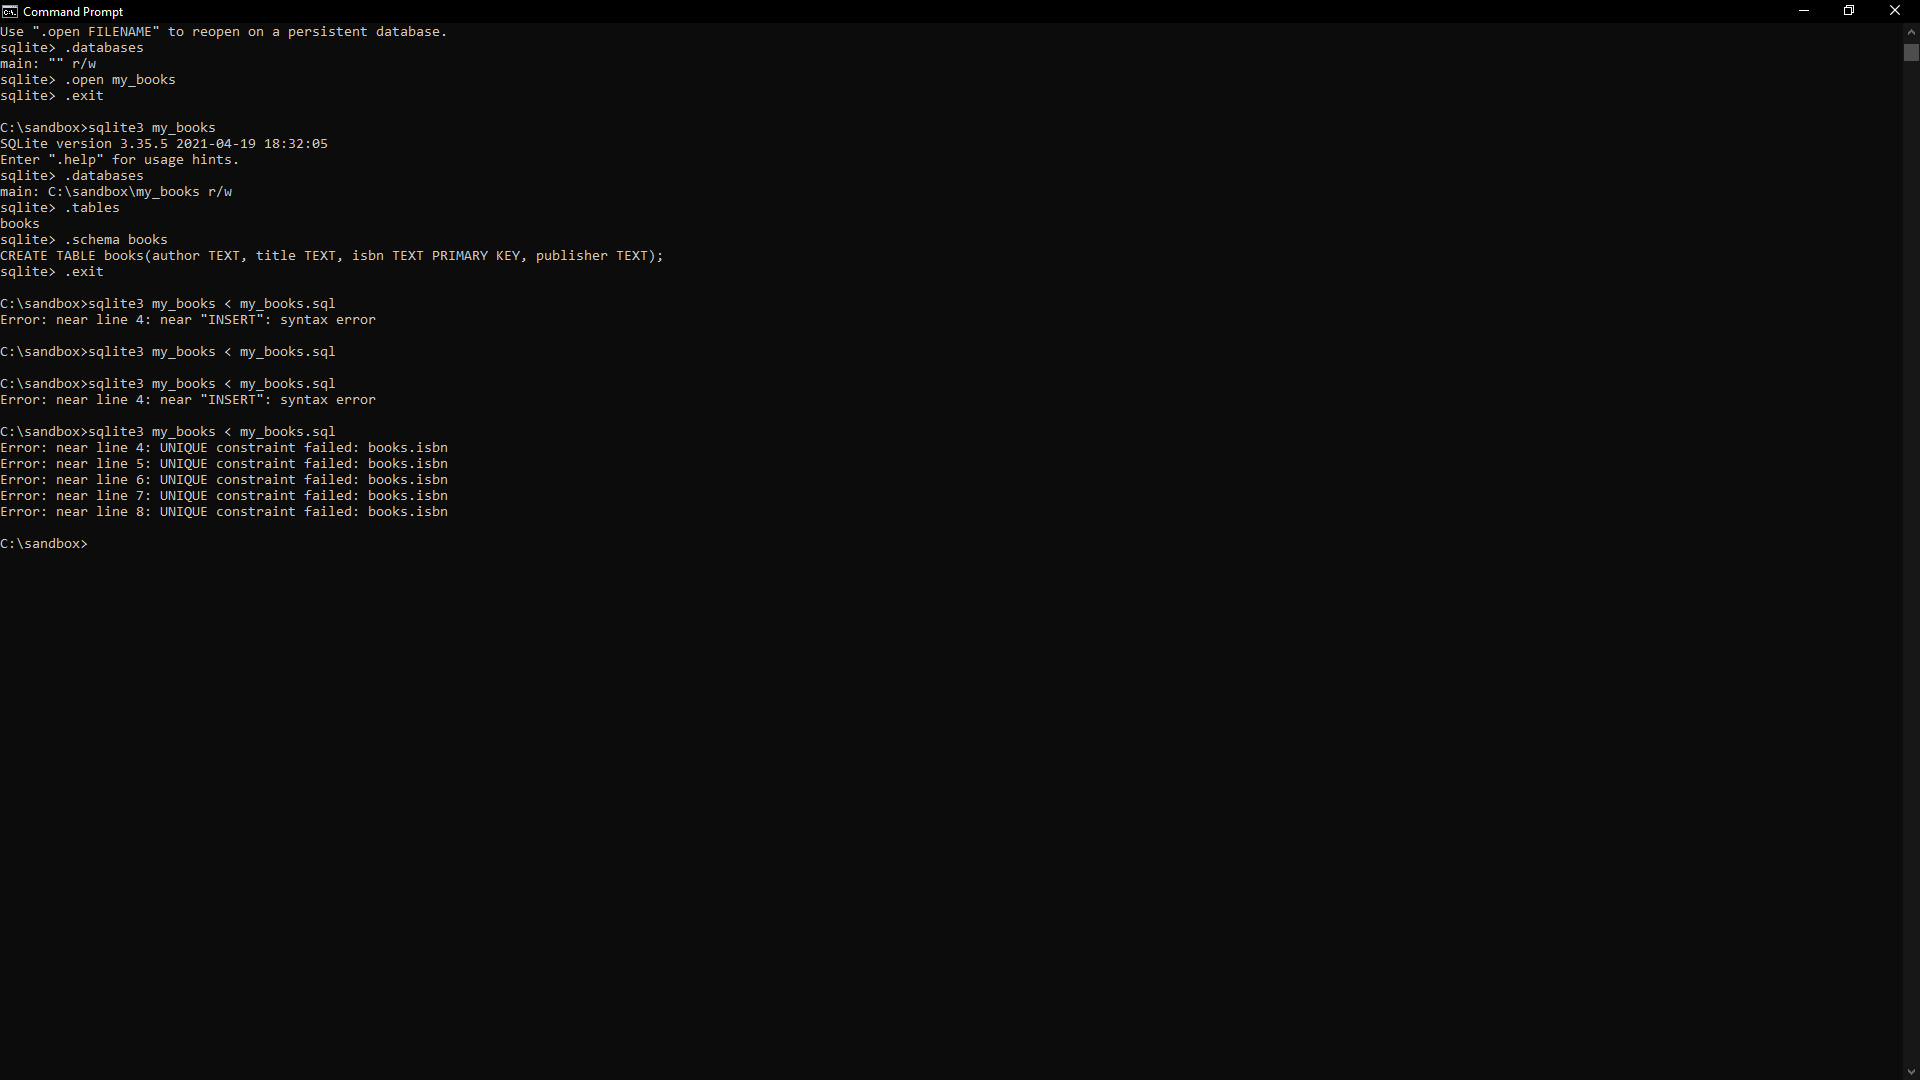 Command Prompt
Use ".open FILENAME" to reopen on a persistent database.
sqlite> .databases
main: "" r/w
sqlite> .open my_books
sqlite> .exit
C:\sandbox>sqlite3 my_books
SQLite version 3.35.5 2021-04-19 18:32:05
Enter ".help" for usage hints.
sqlite> .databases
main: C:\sandbox\my_books r/w
sqlite> .tables
books
sqlite> .schema books
CREATE TABLE books(author TEXT, title TEXT, isbn TEXT PRIMARY KEY, publisher TEXT);
sqlite> .exit
C:\sandbox>sqlite3 my_books < my_books.sql
Error: near line 4: near "INSERT": syntax error
C:\sandbox>sqlite3 my_books < my_books.sql
C:\sandbox>sqlite3 my_books < my_books.sql
Error: near line 4: near "INSERT": syntax error
C:\sandbox>sqlite3 my_books < my_books.sql
Error: near line 4: UNIQUE constraint failed: books.isbn
Error: near line 5: UNIQUE constraint failed: books.isbn
Error: near line 6: UNIQUE constraint failed: books.isbn
Error: near line 7: UNIQUE constraint failed: books.isbn
Error: near line 8: UNIQUE constraint failed: books.isbn
C:\sandbox>